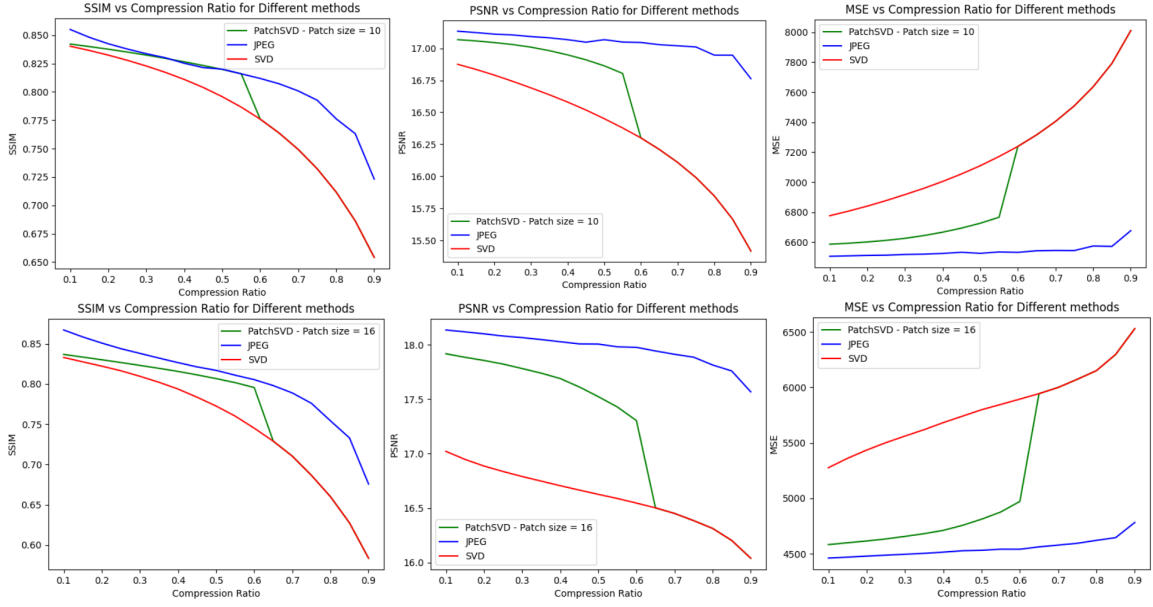 SSIM vs Compression Ratio for Different methods
PatchSVD - Patch size = 10
JPEG
SVD
0.850
0.825
0.800
0.775
0.750
0.725
0.700
0.675
0.650
SSIM
0.1 0.2 0.3 0.4 0.5 0.6 0.7 0.8 0.9
Compression Ratio
PSNR vs Compression Ratio for Different methods
17.00
16.75
16.50
16.25
16.00
15.75
15.50
PSNR
PatchSVD - Patch size = 10
JPEG
SVD
0.1 0.2 0.3 0.4 0.5 0.6 0.7 0.8 0.9
Compression Ratio
MSE vs Compression Ratio for Different methods
PatchSVD - Patch size = 10
JPEG
SVD
8000
7800
7600
7400
7200
7000
6800
6600
MSE
0.1 0.2 0.3 0.4 0.5 0.6 0.7 0.8 0.9
Compression Ratio
SSIM vs Compression Ratio for Different methods
PatchSVD - Patch size = 16
JPEG
SVD
0.85
0.80
0.75
0.70
0.65
0.60
SSIM
0.1 0.2 0.3 0.4 0.5 0.6 0.7 0.8 0.9
Compression Ratio
PSNR vs Compression Ratio for Different methods
18.0
17.5
17.0
16.5
16.0
PSNR
PatchSVD - Patch size = 16
JPEG
SVD
0.1 0.2 0.3 0.4 0.5 0.6 0.7 0.8 0.9
Compression Ratio
MSE vs Compression Ratio for Different methods
PatchSVD - Patch size = 16
JPEG
SVD
6500
6000
5500
5000
4500
MSE
0.1 0.2 0.3 0.4 0.5 0.6 0.7 0.8 0.9
Compression Ratio